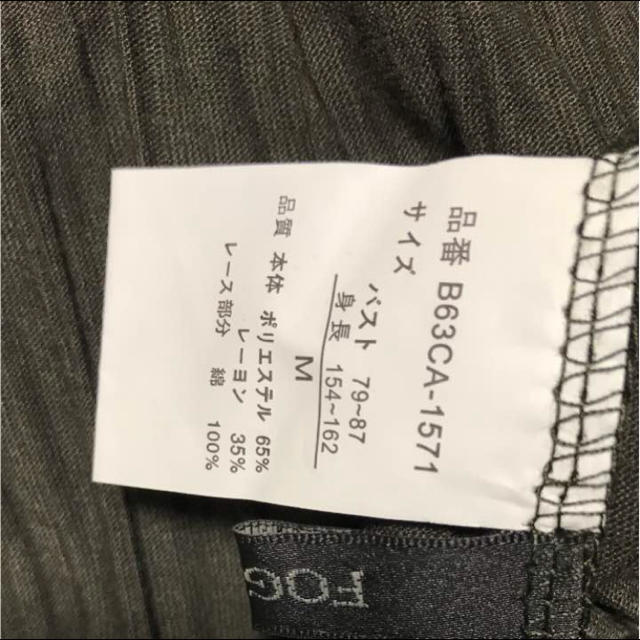 品番 B63CA-1571
サイズ
バスト 79~87
身長 154~162
M
品質 本体 ポリエステル 65%
レーヨン 35%
レース部分 綿 100%
FOG